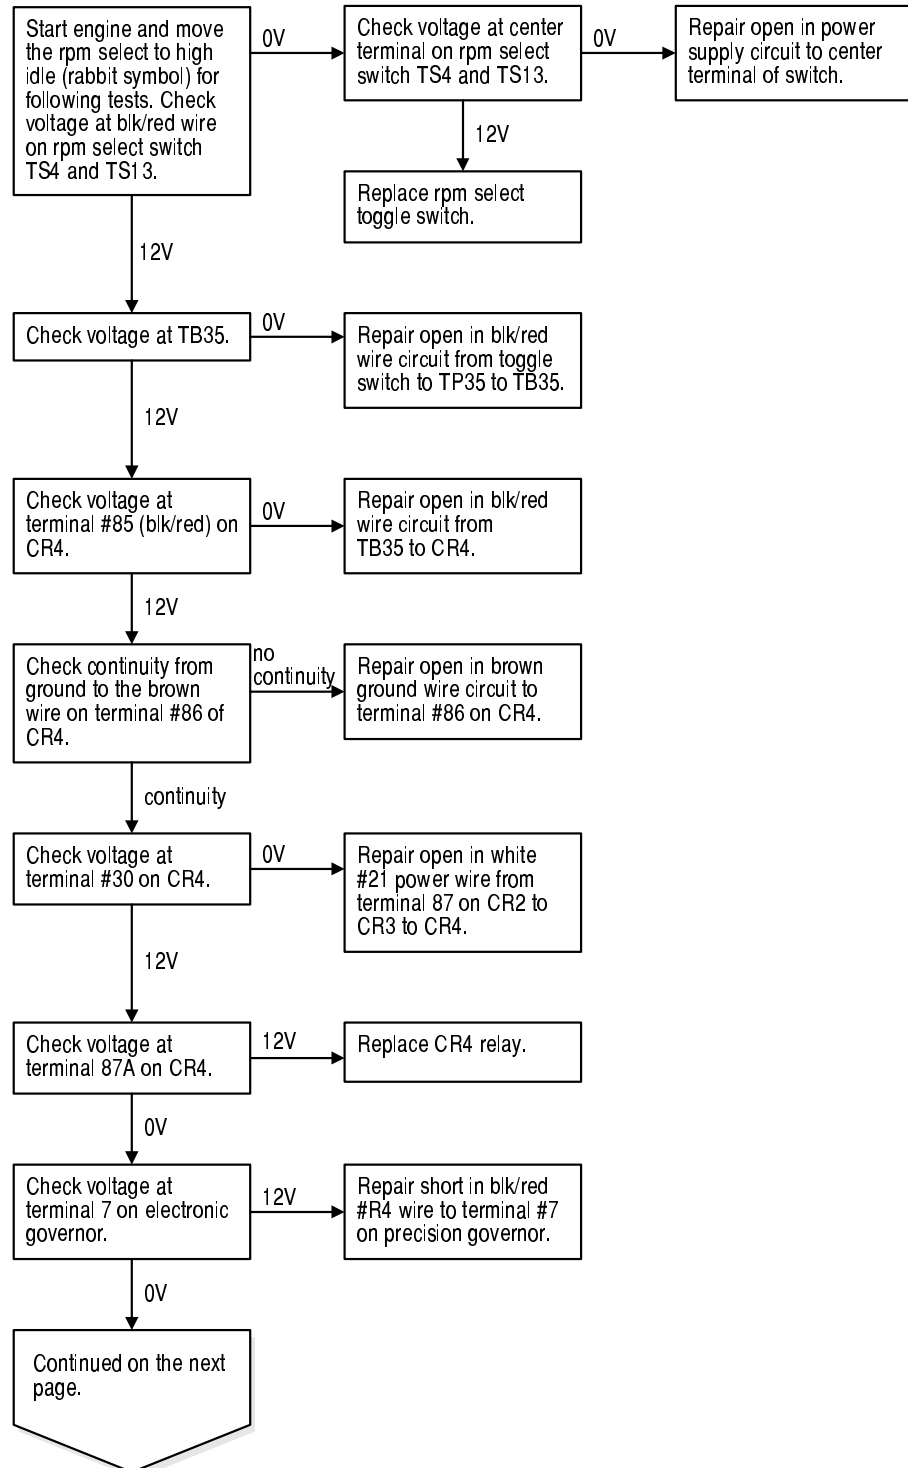 Start engine and move
the rpm select to high
idle (rabbit symbol) for
following tests. Check
voltage at blk/red wire
on rpm select switch
TS4 and TS13.
0V
Check voltage at center
terminal on rpm select
switch TS4 and TS13.
0V
Repair open in power
supply circuit to center
terminal of switch.
12V
Replace rpm select
toggle switch.
12V
Check voltage at TB35.
0V
Repair open in blk/red
wire circuit from toggle
switch to TP35 to TB35.
12V
Check voltage at
terminal #85 (blk/red) on
CR4.
0V
Repair open in blk/red
wire circuit from
TB35 to CR4.
12V
Check continuity from
ground to the brown
wire on terminal #86 of
CR4.
no
continuity
Repair open in brown
ground wire circuit to
terminal #86 on CR4.
continuity
Check voltage at
terminal #30 on CR4.
0V
Repair open in white
#21 power wire from
terminal 87 on CR2 to
CR3 to CR4.
12V
Check voltage at
terminal 87A on CR4.
12V
Replace CR4 relay.
0V
Check voltage at
terminal 7 on electronic
governor.
12V
Repair short in blk/red
#R4 wire to terminal #7
on precision governor.
0V
Continued on the next
page.